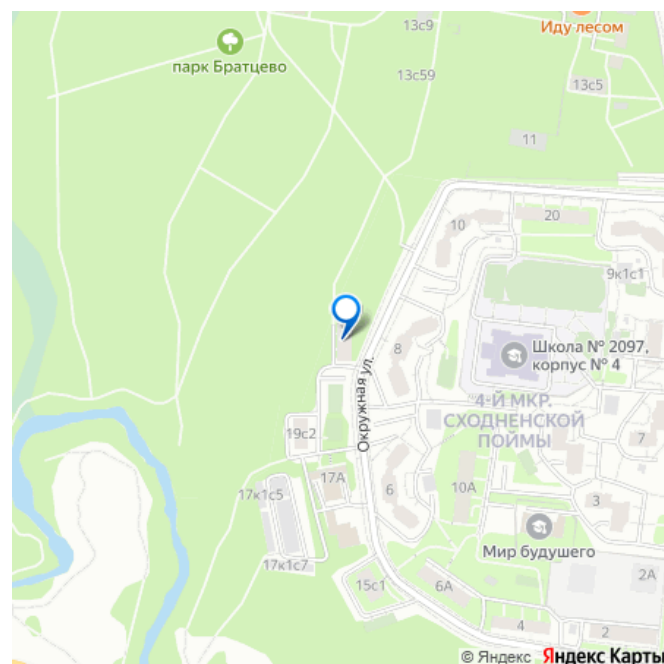 13с9
Иду лесом
парк Братцево
13с59
13с5
11
20
10
9к1с1
Школа № 2097,
корпус № 4
8
Окружная ул.
4-Й МКР.
СХОДНЕНСКОЙ
ПОЙМЫ
19с2
7
17А
6
10А
17к1с5
3
Мир будущего
17к1с7
15с1
6А
2А
4
2
© Яндекс Яндекс Карты